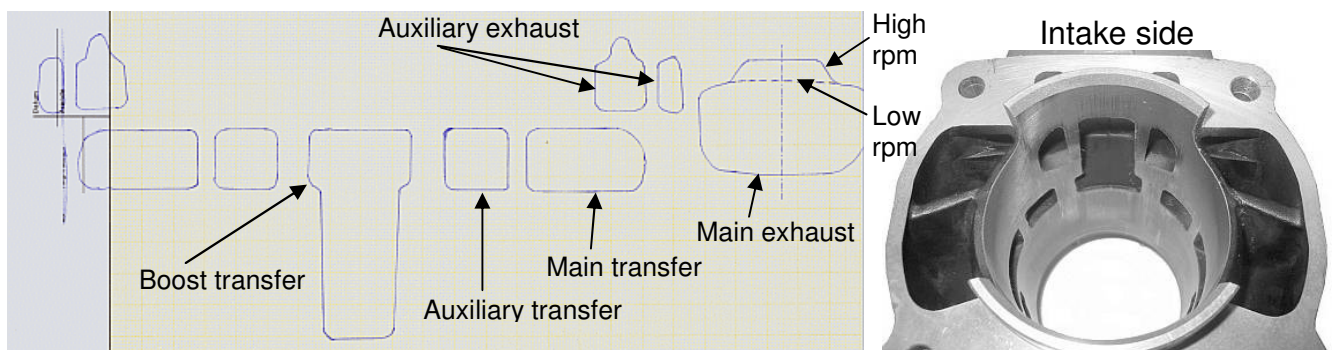 Auxiliary exhaust
High
rpm
Low
rpm
Main exhaust
Main transfer
Auxiliary transfer
Boost transfer
Intake side